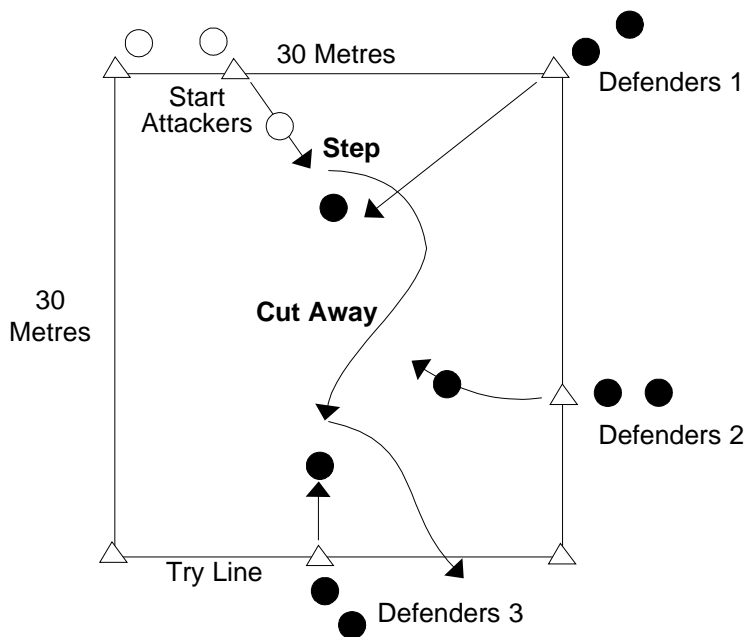 30 Metres
Defenders 1
Start
Attackers
Step
30
Metres
Cut Away
Defenders 2
Try Line
Defenders 3